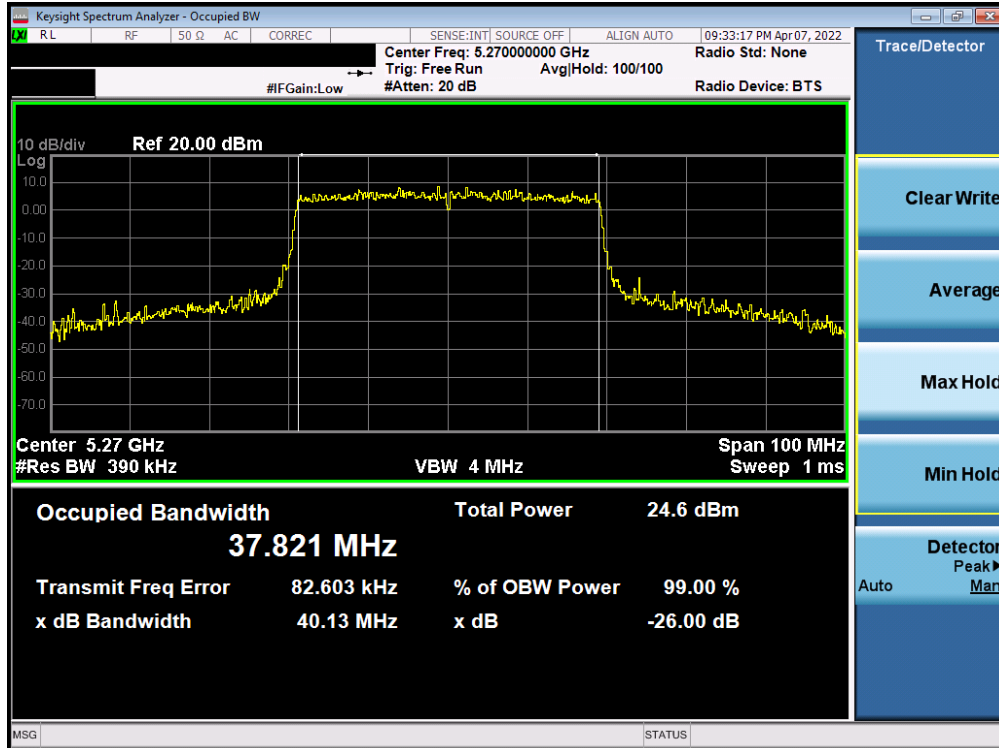 Keysight Spectrum Analyzer - Occupied BW
LXI RL RF 50 Ω AC CORREC SENSE:INT SOURCE OFF ALIGN AUTO 09:33:17 PM Apr 07, 2022
Center Freq: 5.270000000 GHz Radio Std: None
Trig: Free Run Avg|Hold: 100/100
#IFGain:Low #Atten: 20 dB Radio Device: BTS
10 dB/div Ref 20.00 dBm
Log
10.0
0.00
-10.0
-20.0
-30.0
-40.0
-50.0
-60.0
-70.0
Center 5.27 GHz Span 100 MHz
#Res BW 390 kHz VBW 4 MHz Sweep 1 ms
Occupied Bandwidth Total Power 24.6 dBm
37.821 MHz
Transmit Freq Error 82.603 kHz % of OBW Power 99.00 %
x dB Bandwidth 40.13 MHz x dB -26.00 dB
Trace/Detector
Clear Write
Average
Max Hold
Min Hold
Detector
Peak▶
Auto Man
MSG STATUS